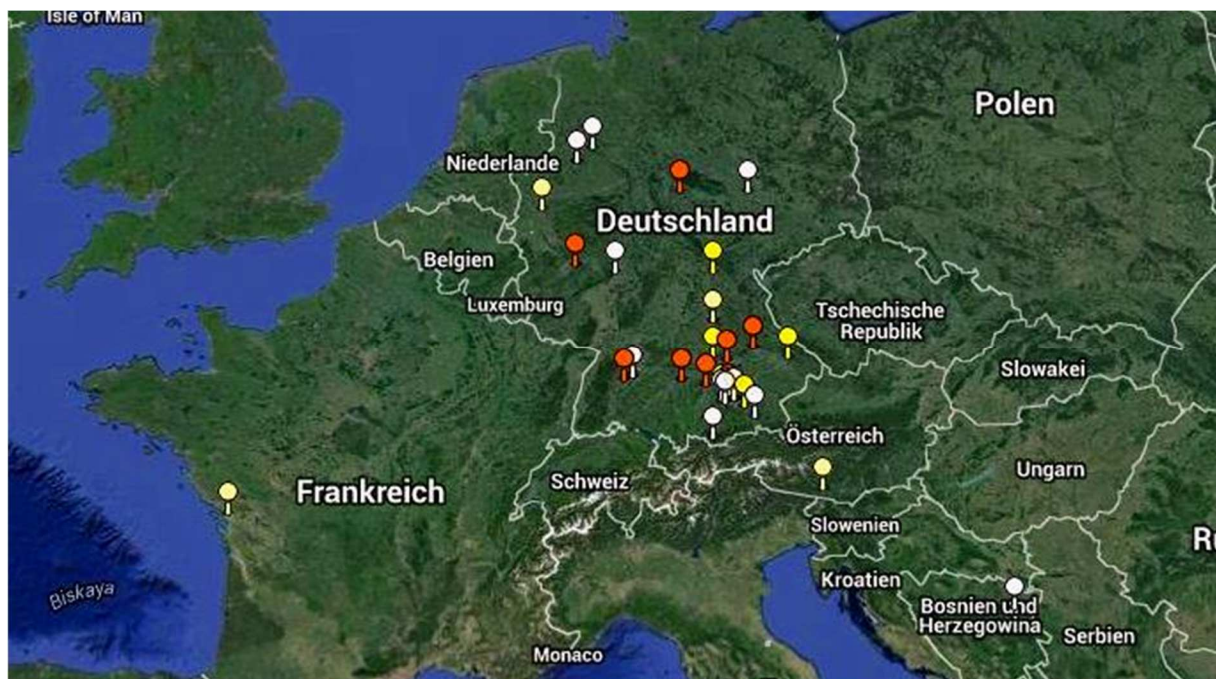 Isle of Man
Polen
Niederlande
Deutschland
Belgien
Luxemburg
Tschechische
Republik
Slowakei
Österreich
Ungarn
Schweiz
Frankreich
Slowenien
Kroatien
Bosnien und
Herzegowina
Serbien
Biskaya
Monaco